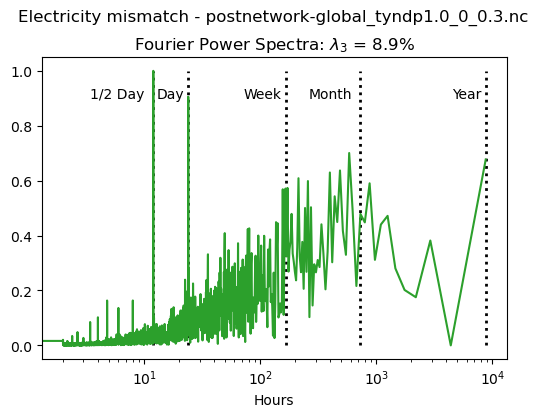 Electricity mismatch - postnetwork-global_tyndp1.0_0_0.3.nc
Fourier Power Spectra: λ₃ = 8.9%
1/2 Day
Day
Week
Month
Year
1.0
0.8
0.6
0.4
0.2
0.0
10¹
10²
10³
10⁴
Hours